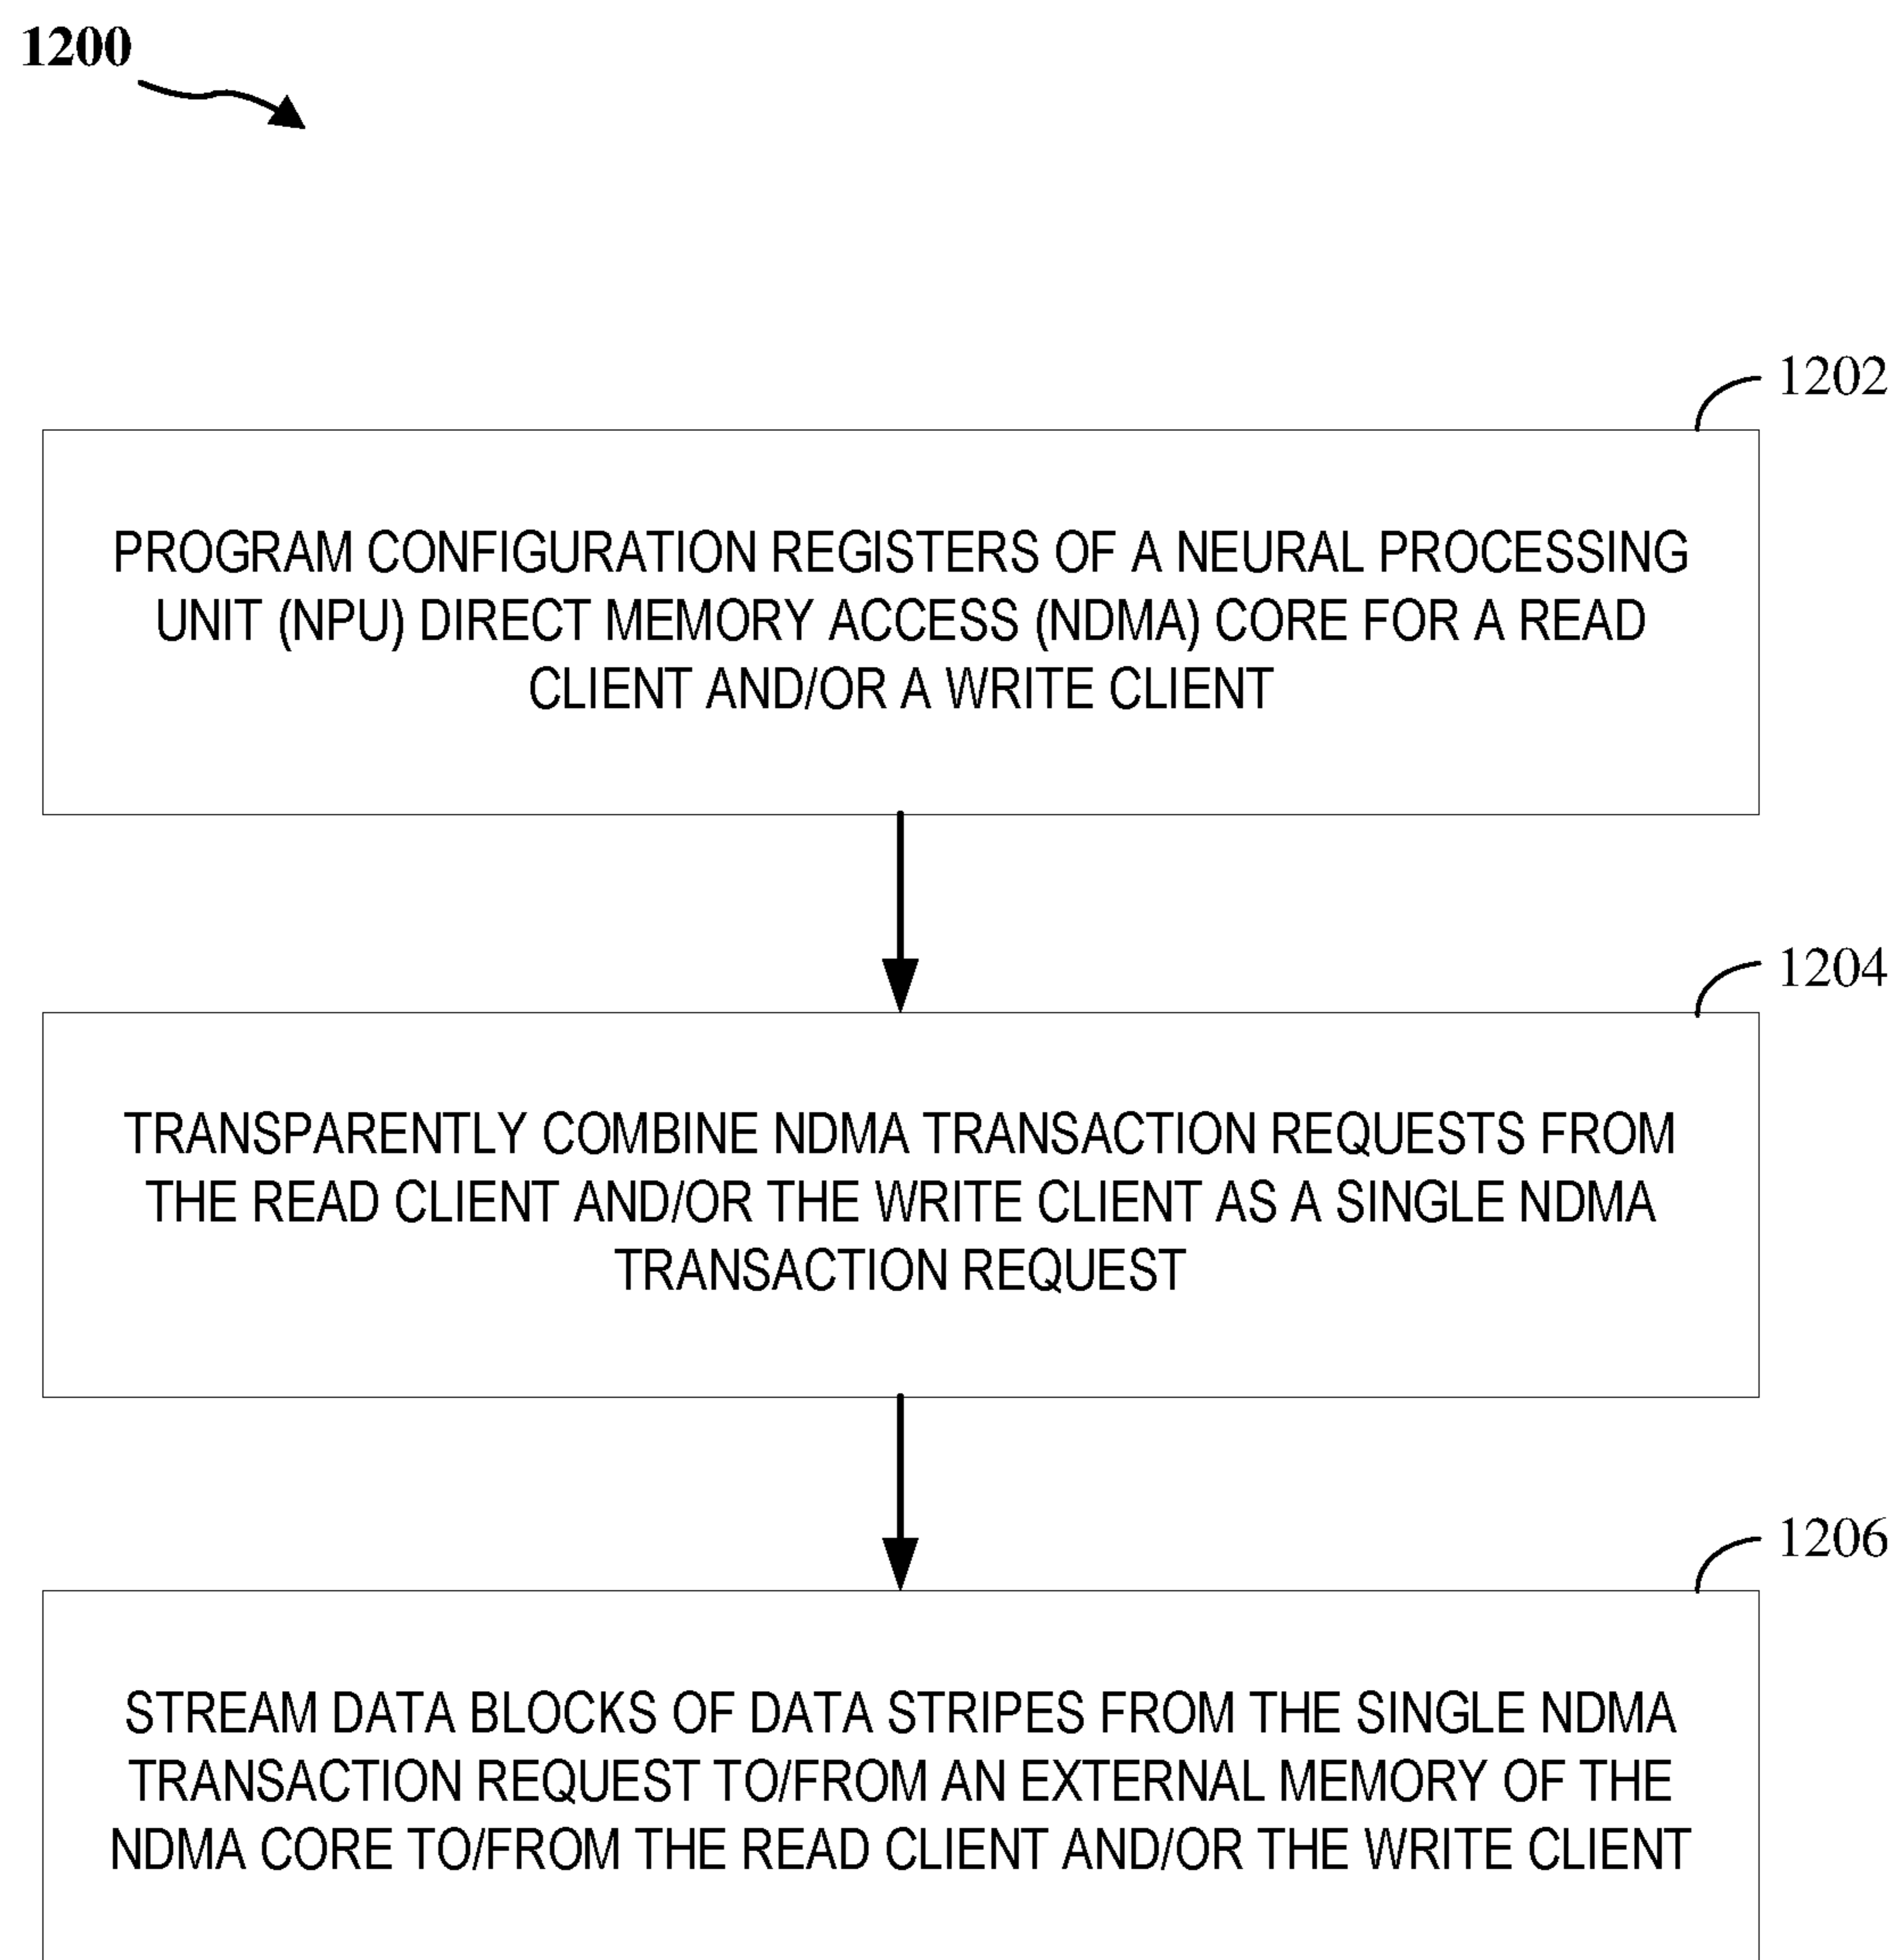 1200
1202
PROGRAM CONFIGURATION REGISTERS OF A NEURAL PROCESSING
UNIT (NPU) DIRECT MEMORY ACCESS (NDMA) CORE FOR A READ
CLIENT AND/OR A WRITE CLIENT
1204
TRANSPARENTLY COMBINE NDMA TRANSACTION REQUESTS FROM
THE READ CLIENT AND/OR THE WRITE CLIENT AS A SINGLE NDMA
TRANSACTION REQUEST
1206
STREAM DATA BLOCKS OF DATA STRIPES FROM THE SINGLE NDMA
TRANSACTION REQUEST TO/FROM AN EXTERNAL MEMORY OF THE
NDMA CORE TO/FROM THE READ CLIENT AND/OR THE WRITE CLIENT